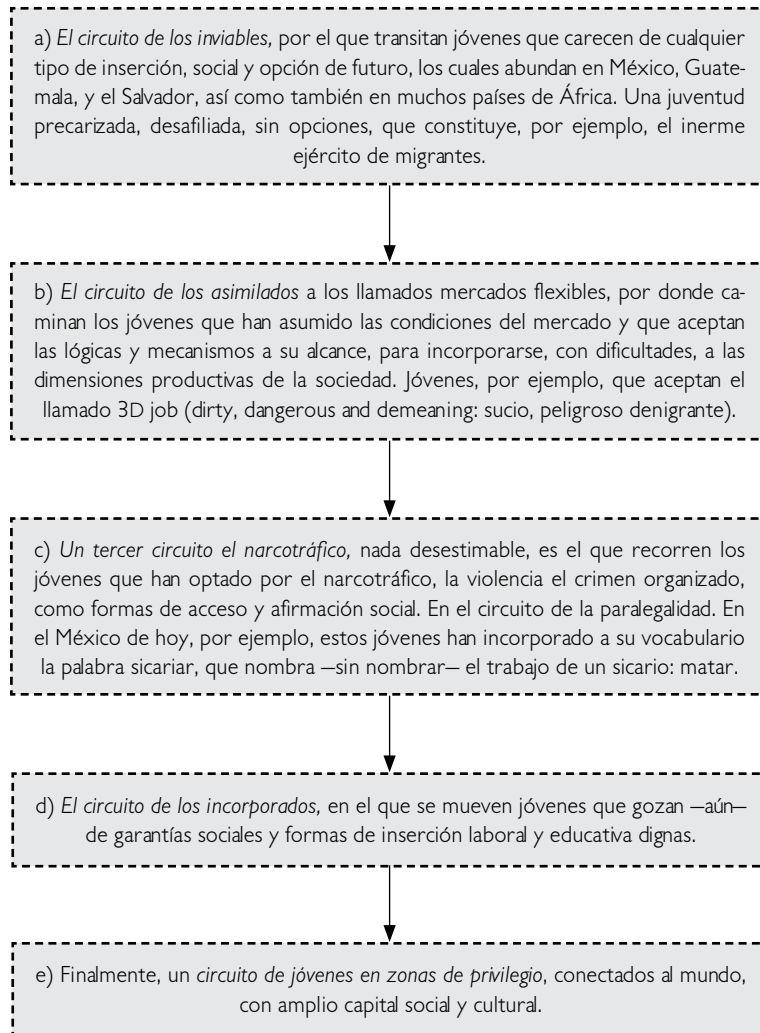 a) El circuito de los inviables, por el que transitan jóvenes que carecen de cualquier
tipo de inserción, social y opción de futuro, los cuales abundan en México, Guate-
mala, y el Salvador, así como también en muchos países de África. Una juventud
precarizada, desafiliada, sin opciones, que constituye, por ejemplo, el inerme
ejército de migrantes.
b) El circuito de los asimilados a los llamados mercados flexibles, por donde ca-
minan los jóvenes que han asumido las condiciones del mercado y que aceptan
las lógicas y mecanismos a su alcance, para incorporarse, con dificultades, a las
dimensiones productivas de la sociedad. Jóvenes, por ejemplo, que aceptan el
llamado 3D job (dirty, dangerous and demeaning: sucio, peligroso denigrante).
c) Un tercer circuito el narcotráfico, nada desestimable, es el que recorren los
jóvenes que han optado por el narcotráfico, la violencia el crimen organizado,
como formas de acceso y afirmación social. En el circuito de la paralegalidad. En
el México de hoy, por ejemplo, estos jóvenes han incorporado a su vocabulario
la palabra sicariar, que nombra —sin nombrar— el trabajo de un sicario: matar.
d) El circuito de los incorporados, en el que se mueven jóvenes que gozan —aún—
de garantías sociales y formas de inserción laboral y educativa dignas.
e) Finalmente, un circuito de jóvenes en zonas de privilegio, conectados al mundo,
con amplio capital social y cultural.